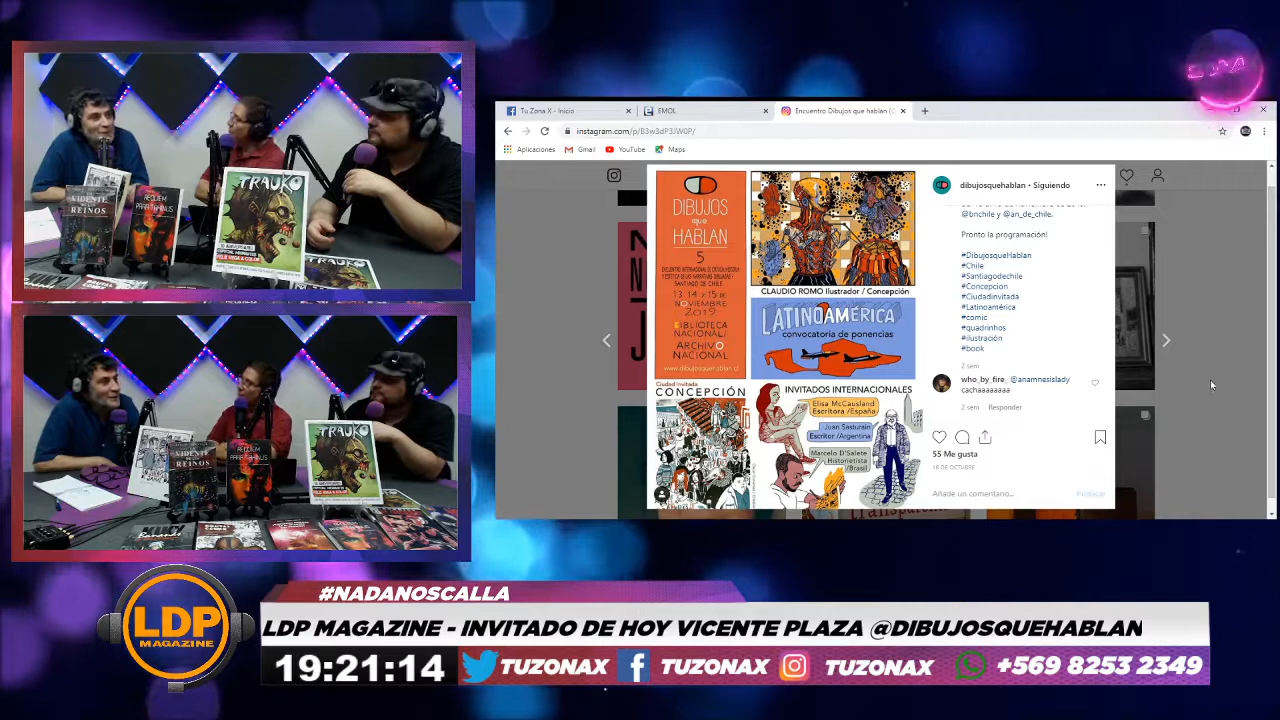 TRAUKO
VIDENTE
REINOS
REQUIEM
TRAUKO
REINOS
REQUIEM
Tu Zona X - Inicio
EMOL
Encuentro Dibujos que hablan (
instagram.com/p/B3w3dP3JW0P/
Aplicaciones
Gmail
YouTube
Maps
DIBUJOS
que
HABLAN
5
SANTIAGO DE CHILE
13 14 y 15 DE
NOVIEMBRE
2019
BIBLIOTECA
NACIONAL/
ARCHIVO
NACIONAL
www.dibujosquehablan.cl
CLAUDIO ROMO Ilustrador / Concepción
LATINOAMÉRICA
convocatoria de ponencias
Ciudad Invitada
CONCEPCIÓN
INVITADOS INTERNACIONALES
Elisa McCausland
Escritora/España
Juan Sasturain
Escritor/Argentina
Marcelo D'Salete
Historietista
/Brasil
dibujosquehablan • Siguiendo
@bnchile y @an_de_chile.
Pronto la programación!
#DibujosqueHablan
#Chile
#Santiagodechile
#Concepcion
#Ciudadinvitada
#Latinoamérica
#comic
#quadrinhos
#ilustración
#book
2 sem
who_by_fire_ @anamnesislady
cachaaaaaaaa
2 sem Responder
55 Me gusta
18 DE OCTUBRE
Añade un comentario...
Publicar
LDP
MAGAZINE
#NADANOSCALLA
LDP MAGAZINE - INVITADO DE HOY VICENTE PLAZA @DIBUJOSQUEHABLAN
19:21:14
TUZONAX
TUZONAX
TUZONAX
+569 8253 2349